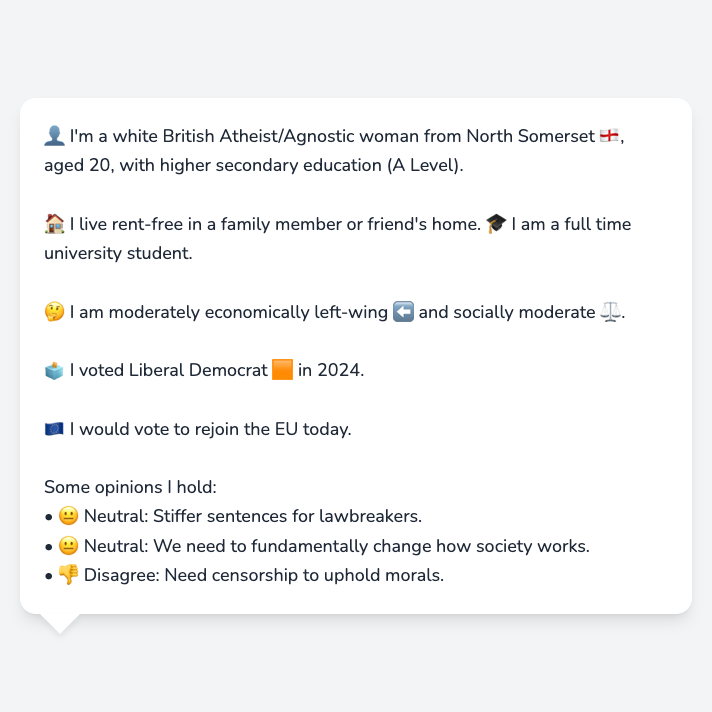 👤 I'm a white British Atheist/Agnostic woman from North Somerset 🏴󠁧󠁢󠁥󠁮󠁧󠁿,
aged 20, with higher secondary education (A Level).
🏠 I live rent-free in a family member or friend's home. 🎓 I am a full time
university student.
🤔 I am moderately economically left-wing ⬅️ and socially moderate ⚖️.
🗳️ I voted Liberal Democrat 🟧 in 2024.
🇪🇺 I would vote to rejoin the EU today.
Some opinions I hold:
• 😐 Neutral: Stiffer sentences for lawbreakers.
• 😐 Neutral: We need to fundamentally change how society works.
• 👎 Disagree: Need censorship to uphold morals.